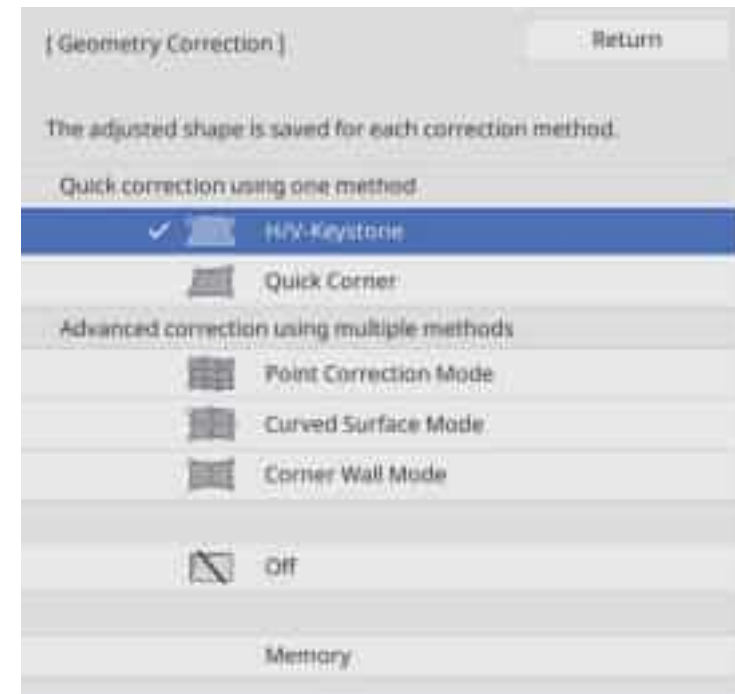 [ Geometry Correction ]
Return
The adjusted shape is saved for each correction method.
Quick correction using one method
H/V-Keystone
Quick Corner
Advanced correction using multiple methods
Point Correction Mode
Curved Surface Mode
Corner Wall Mode
Off
Memory